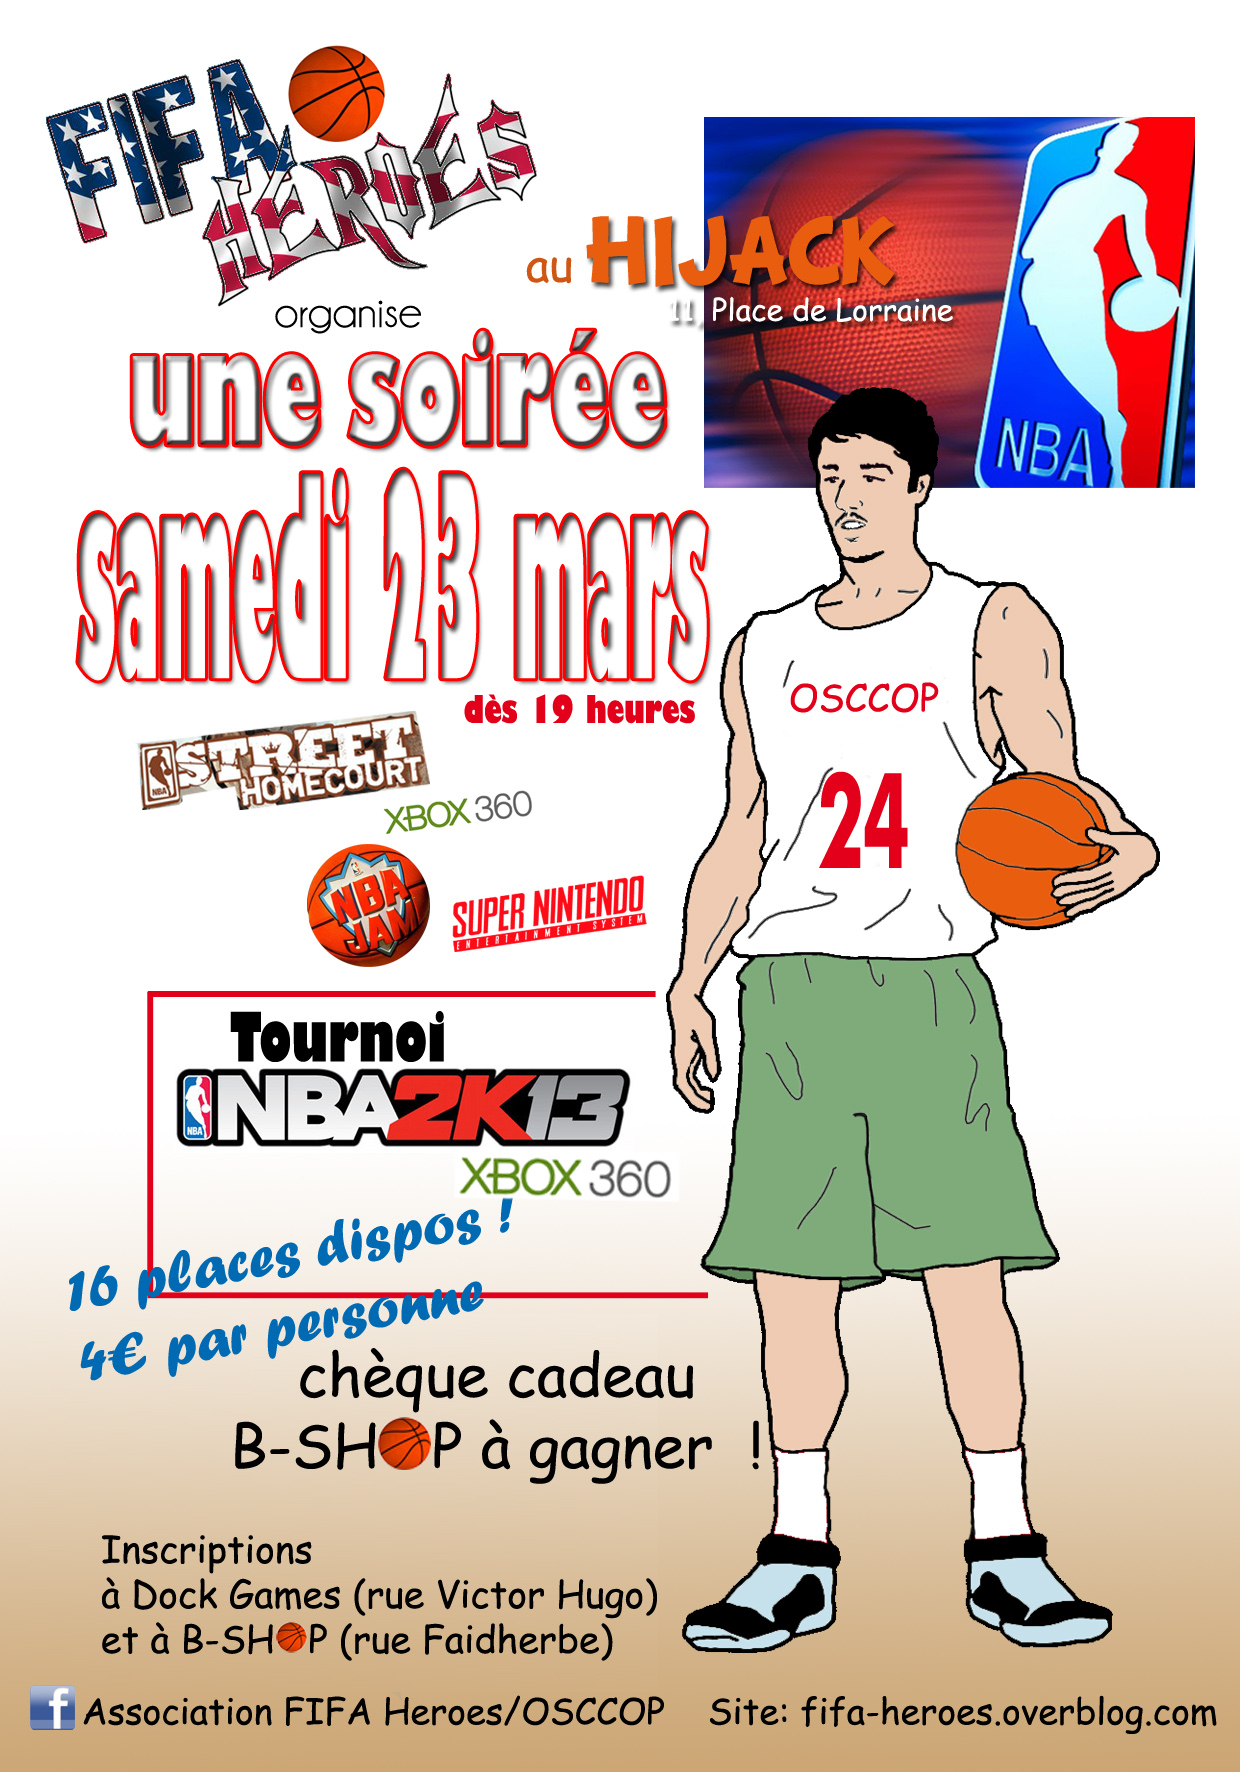 FIFA
HEROES
organise
au HIJACK
11, Place de Lorraine
NBA
une soirée
samedi 23 mars
dès 19 heures
NBA
STREET
HOMECOURT
XBOX 360
NBA
JAM
SUPER NINTENDO
ENTERTAINMENT SYSTEM
OSCCOP
24
Tournoi
NBA
NBA2K13
XBOX 360
16 places dispos !
4€ par personne
chèque cadeau
B-SHOP à gagner !
Inscriptions
à Dock Games (rue Victor Hugo)
et à B-SHOP (rue Faidherbe)
f Association FIFA Heroes/OSCCOP Site: fifa-heroes.overblog.com